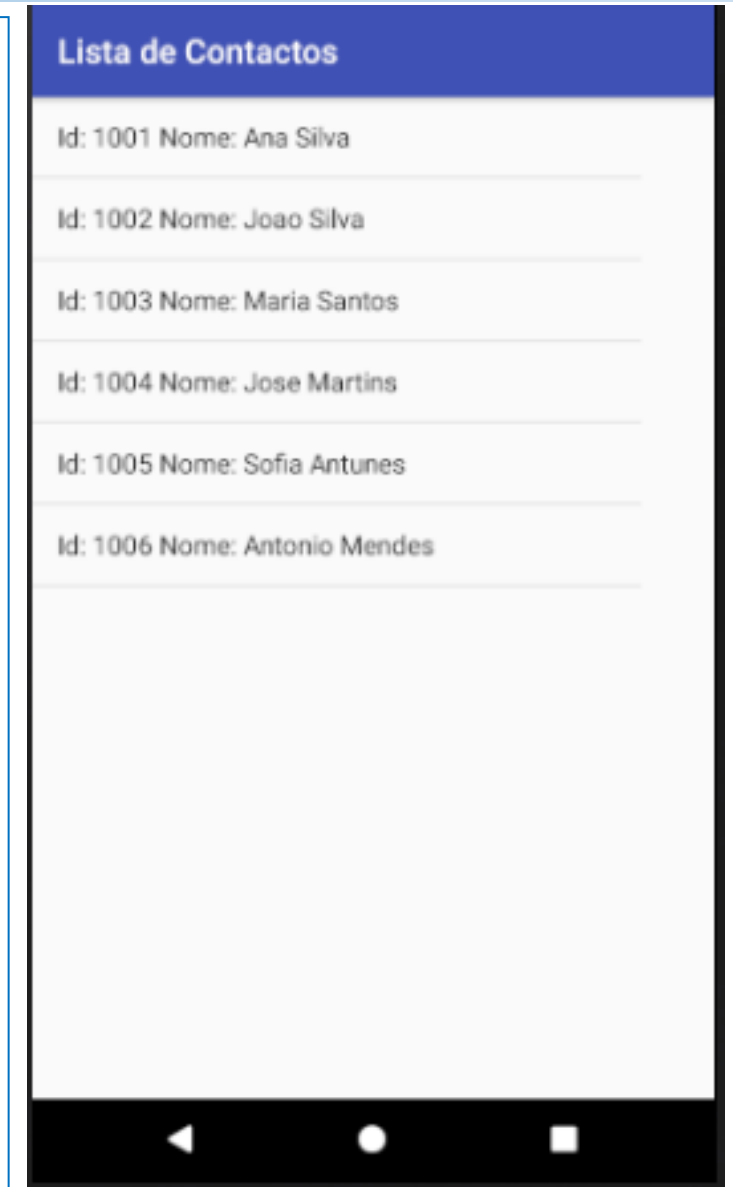 Lista de Contactos
Id: 1001 Nome: Ana Silva
Id: 1002 Nome: Joao Silva
Id: 1003 Nome: Maria Santos
Id: 1004 Nome: Jose Martins
Id: 1005 Nome: Sofia Antunes
Id: 1006 Nome: Antonio Mendes